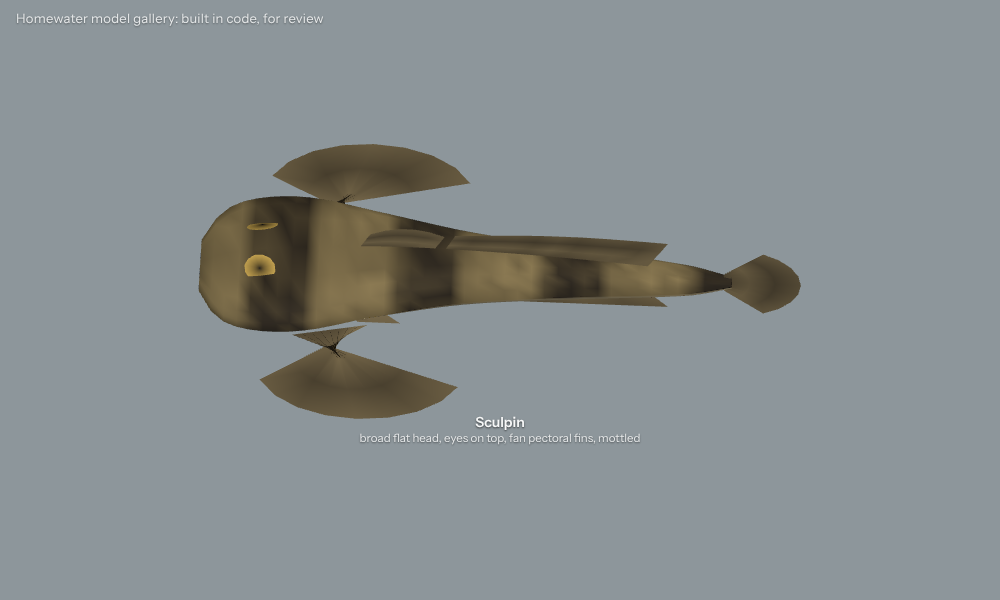 Homewater model gallery: built in code, for review
Sculpin
broad flat head, eyes on top, fan pectoral fins, mottled